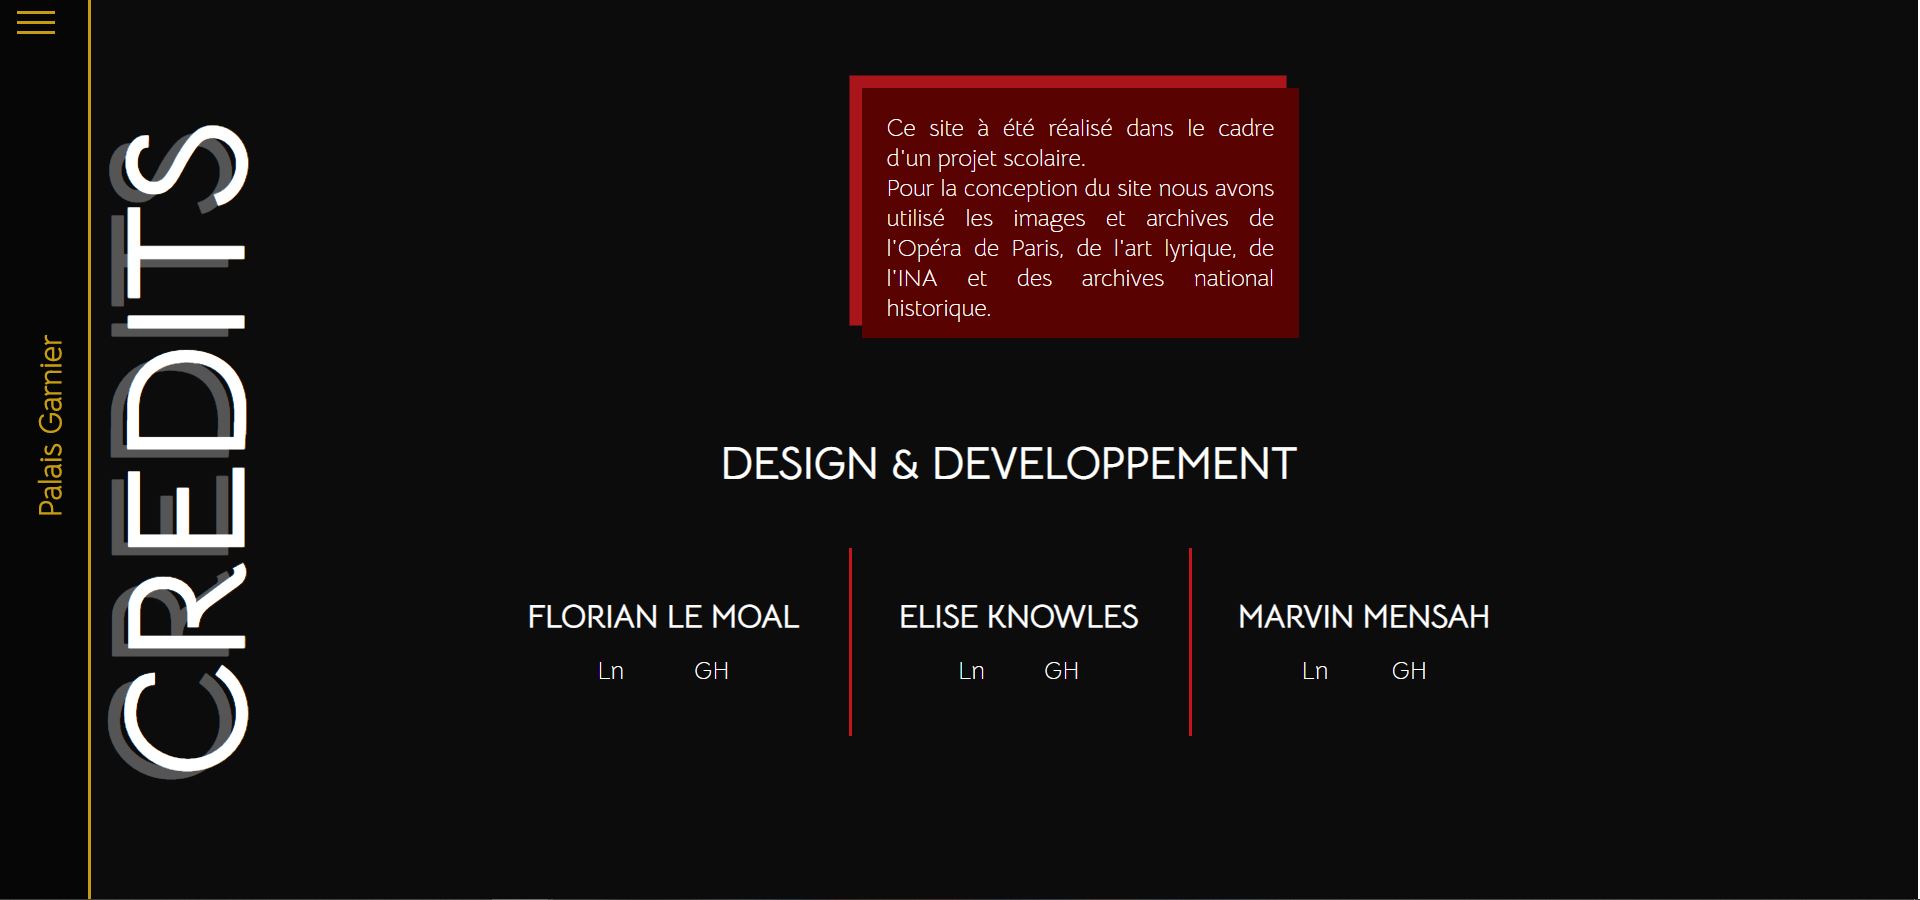 Palais Garnier
CREDITS
Ce site à été réalisé dans le cadre
d'un projet scolaire.
Pour la conception du site nous avons
utilisé les images et archives de
l'Opéra de Paris, de l'art lyrique, de
l'INA et des archives national
historique.
DESIGN & DEVELOPPEMENT
FLORIAN LE MOAL
Ln GH
ELISE KNOWLES
Ln GH
MARVIN MENSAH
Ln GH